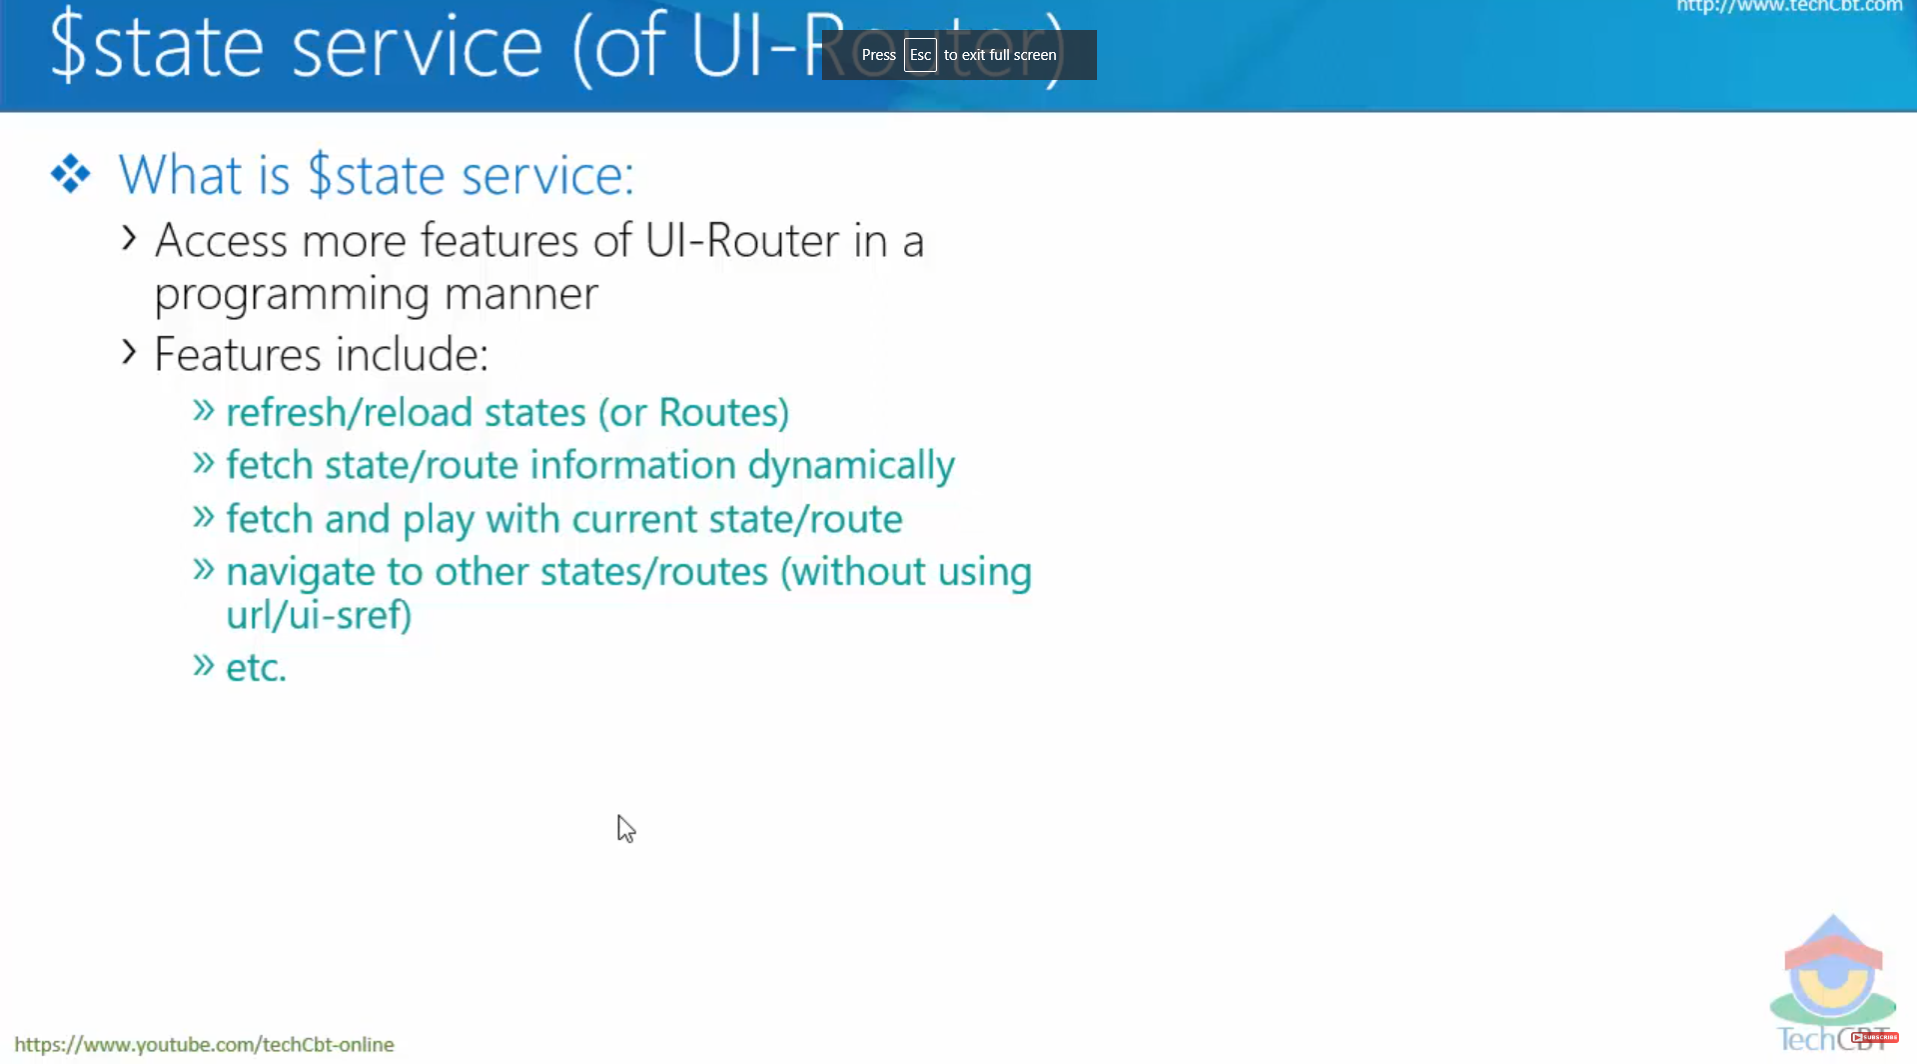 http://www.techCbt.com
$state service (of UI-Router)
Press Esc to exit full screen
What is $state service:
› Access more features of UI-Router in a
programming manner
› Features include:
» refresh/reload states (or Routes)
» fetch state/route information dynamically
» fetch and play with current state/route
» navigate to other states/routes (without using
url/ui-sref)
» etc.
TechCBT
SUBSCRIBE
https://www.youtube.com/techCbt-online